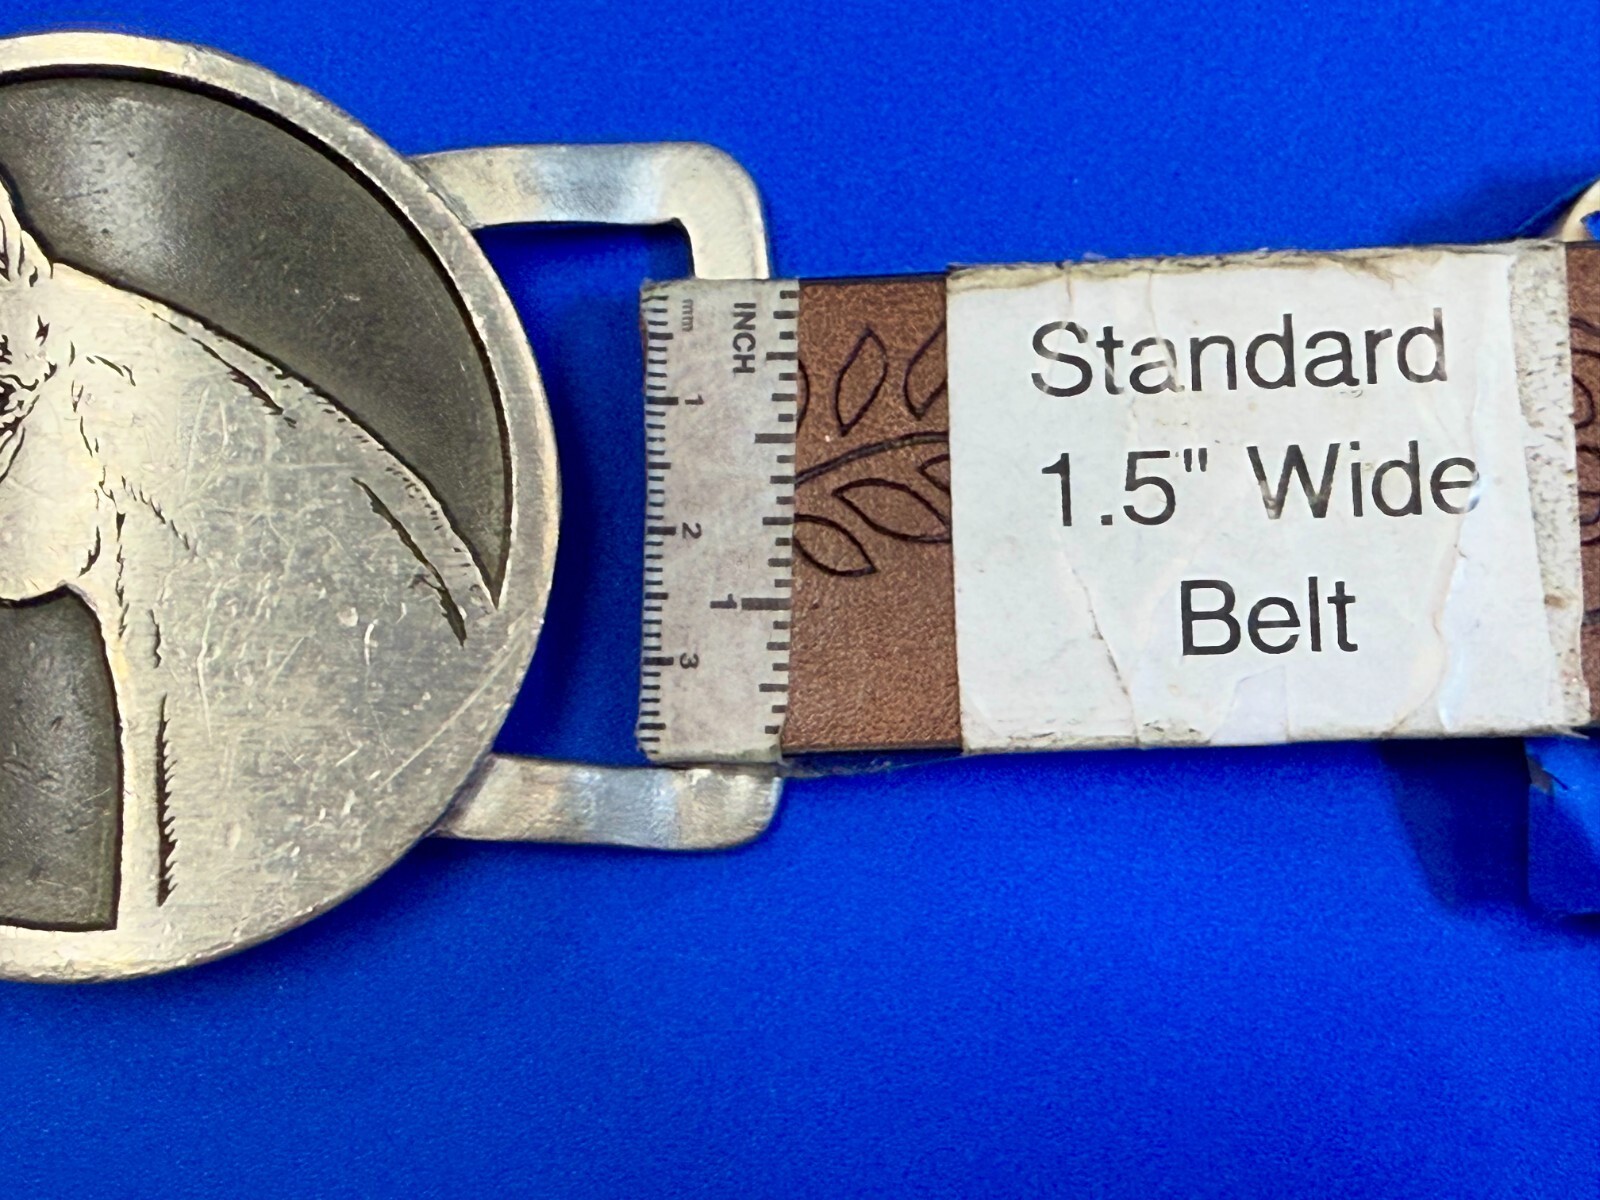 Standard
1.5" Wide
Belt
mm
INCH
1
2
1
3